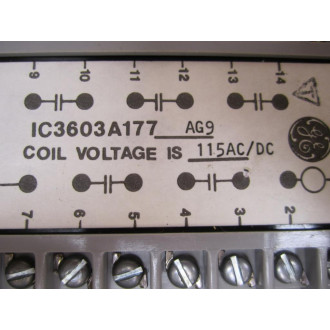 9 10 11 12 13 14
IC3603A177 AG9
COIL VOLTAGE IS 115AC/DC
7 6 5 4 3 2